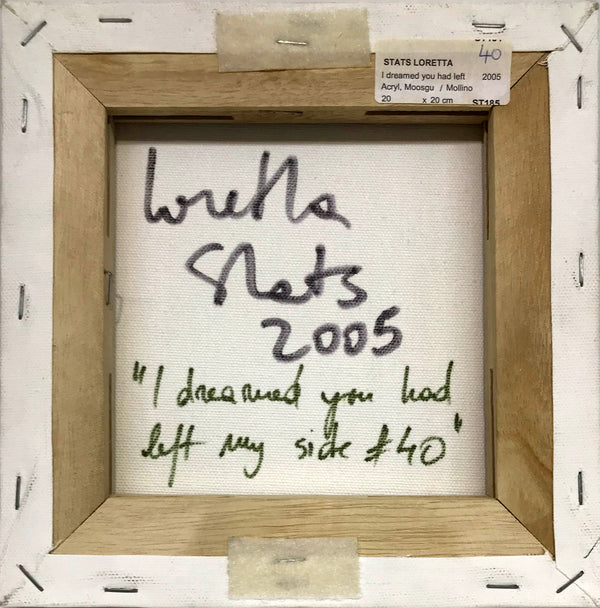 40
STATS LORETTA
I dreamed you had left 2005
Acryl, Moosgu / Mollino
20 x 20 cm ST185
Loretta
Stats
2005
"I dreamed you had
left my side #40"